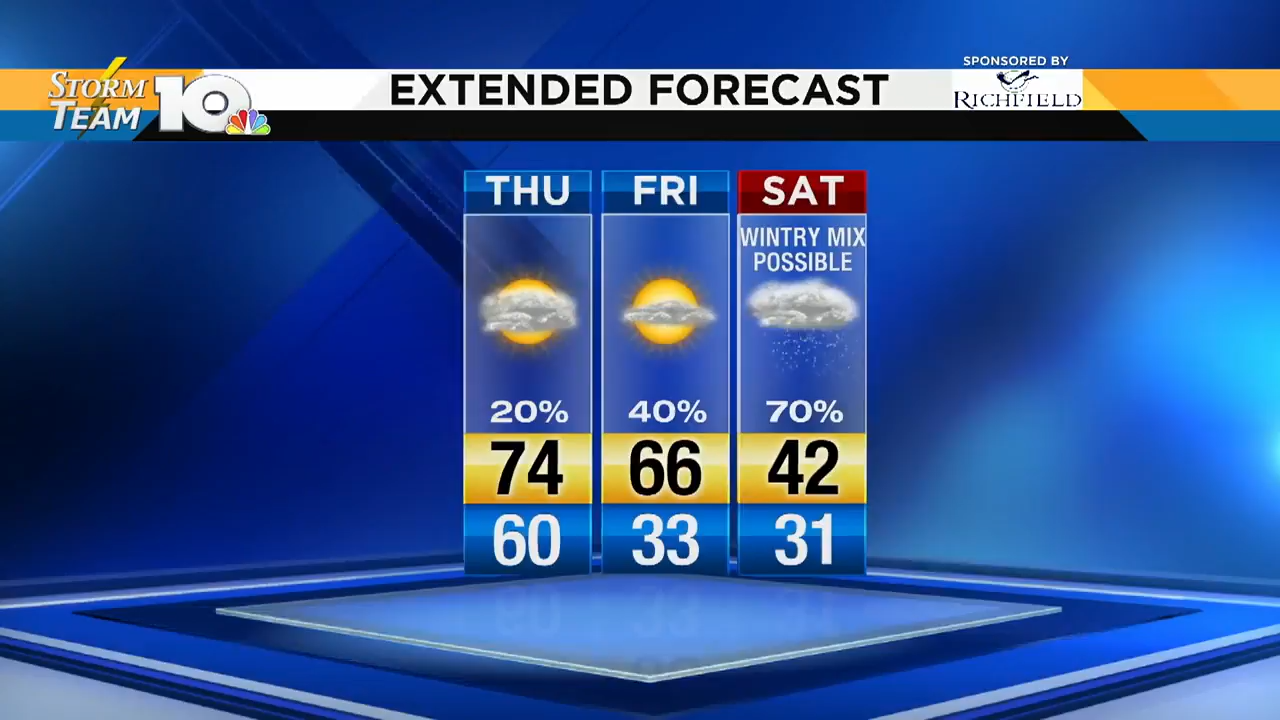 SPONSORED BY
STORM
TEAM
10
EXTENDED FORECAST
RICHFIELD
THU FRI SAT
WINTRY MIX
POSSIBLE
20% 40% 70%
74 66 42
60 33 31